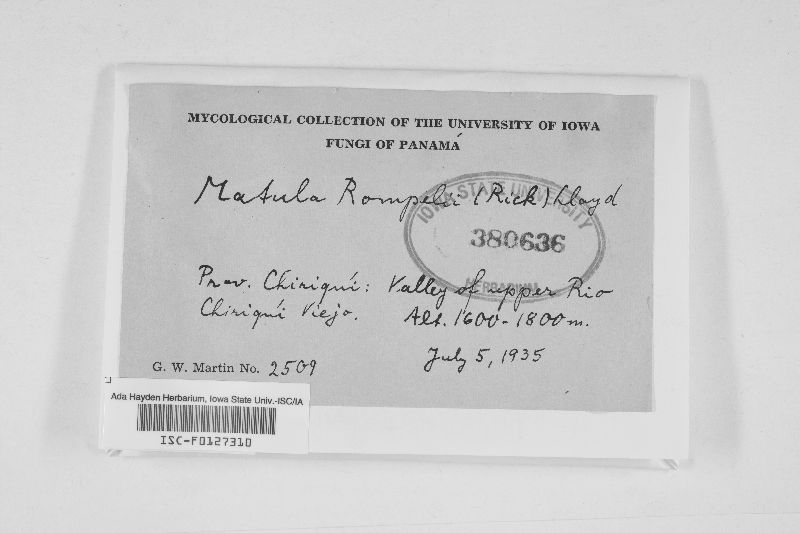 MYCOLOGICAL COLLECTION OF THE UNIVERSITY OF IOWA
FUNGI OF PANAMÁ
Matula Rompelii (Rick) Lloyd
IOWA STATE UNIVERSITY
380636
HERBARIUM
Prov. Chiriquí: Valley of upper Rio
Chiriquí Viejo. Alt. 1600-1800 m.
July 5, 1935
G. W. Martin No. 2509
Ada Hayden Herbarium, Iowa State Univ.-ISC/IA
ISC-F0127310